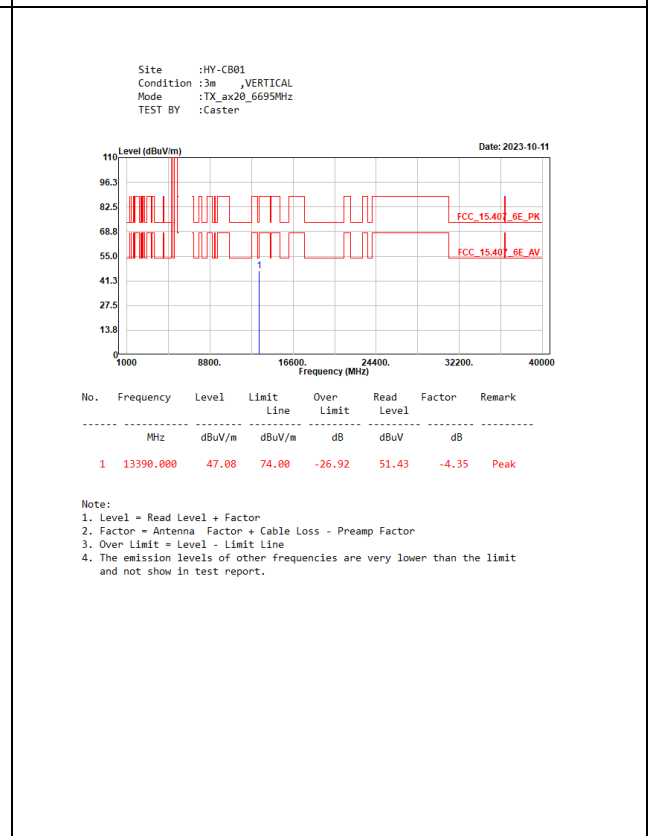 Site      :HY-CB01
Condition :3m    ,VERTICAL
Mode      :TX_ax20_6695MHz
TEST BY   :Caster
Level (dBuV/m)
Date: 2023-10-11
110
96.3
82.5
FCC_15.407_6E_PK
68.8
FCC_15.407_6E_AV
55.0
1
41.3
27.5
13.8
0
1000 8800. 16600. 24400. 32200. 40000
Frequency (MHz)
No. Frequency Level Limit Over Read Factor Remark
Line Limit Level
------ ----------- --------- --------- --------- --------- ------- ---------
MHz dBuV/m dBuV/m dB dBuV dB
1 13390.000 47.08 74.00 -26.92 51.43 -4.35 Peak
Note:
1. Level = Read Level + Factor
2. Factor = Antenna  Factor + Cable Loss - Preamp Factor
3. Over Limit = Level - Limit Line
4. The emission levels of other frequencies are very lower than the limit
and not show in test report.